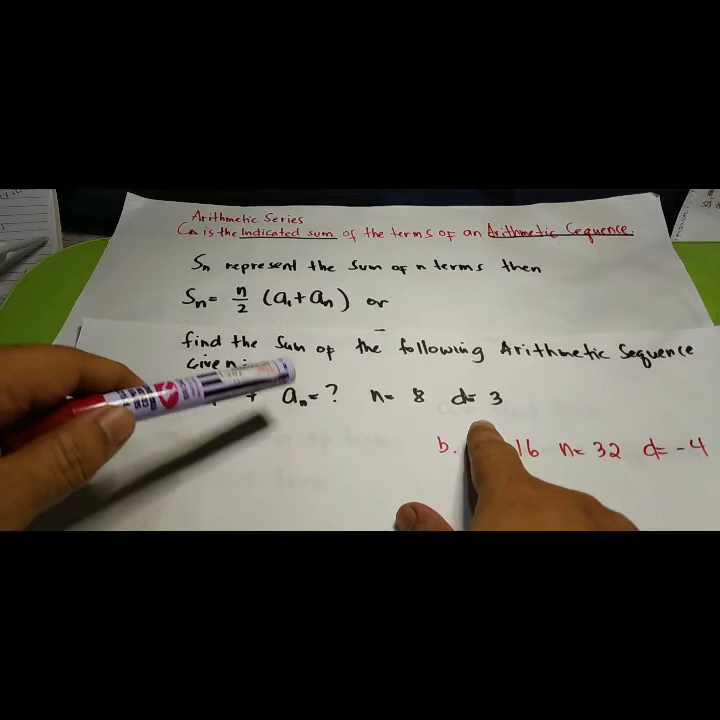 Arithmetic Series
is the Indicated sum of the terms of an Arithmetic Cequence.
Sn represent the sum of n terms then
Sn = n/2 (a1 + an) or
find the Sum of the following Arithmetic Sequence
Given:
an = ? n = 8 d = 3
b. 16 n = 32 d = -4